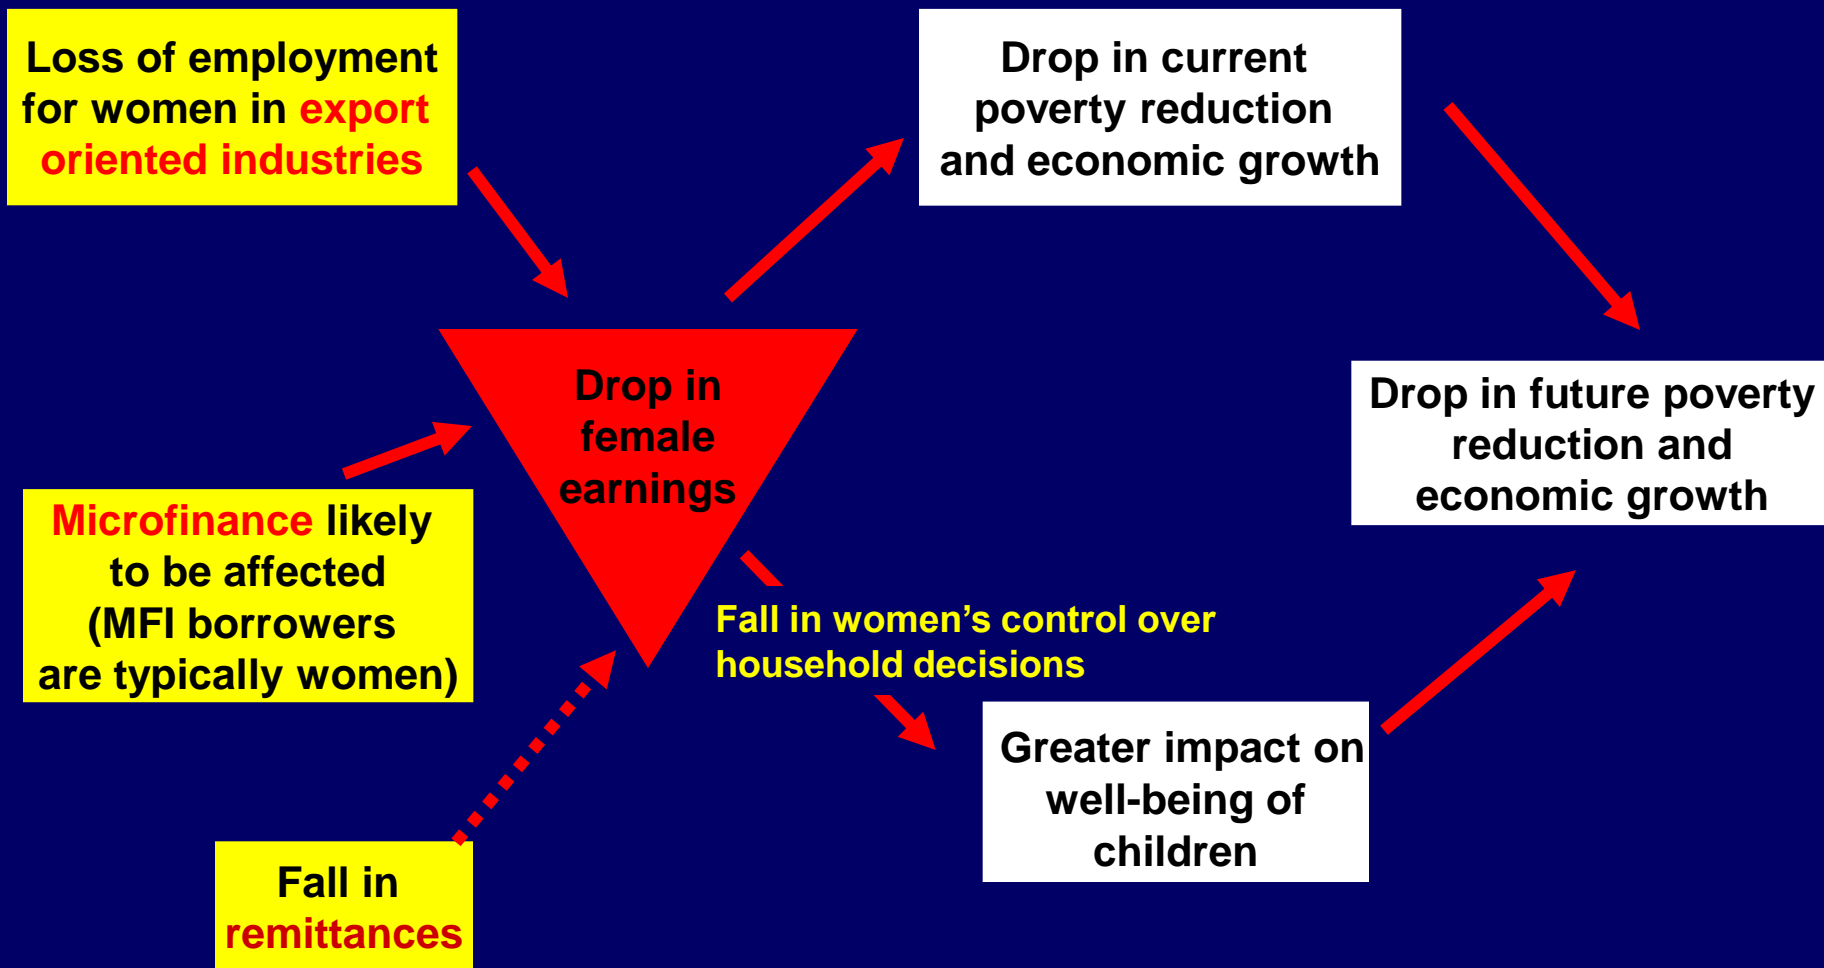 Loss of employment
for women in export
oriented industries
Drop in current
poverty reduction
and economic growth
Drop in
female
earnings
Drop in future poverty
reduction and
economic growth
Microfinance likely
to be affected
(MFI borrowers
are typically women)
Fall in women’s control over
household decisions
Greater impact on
well-being of
children
Fall in
remittances